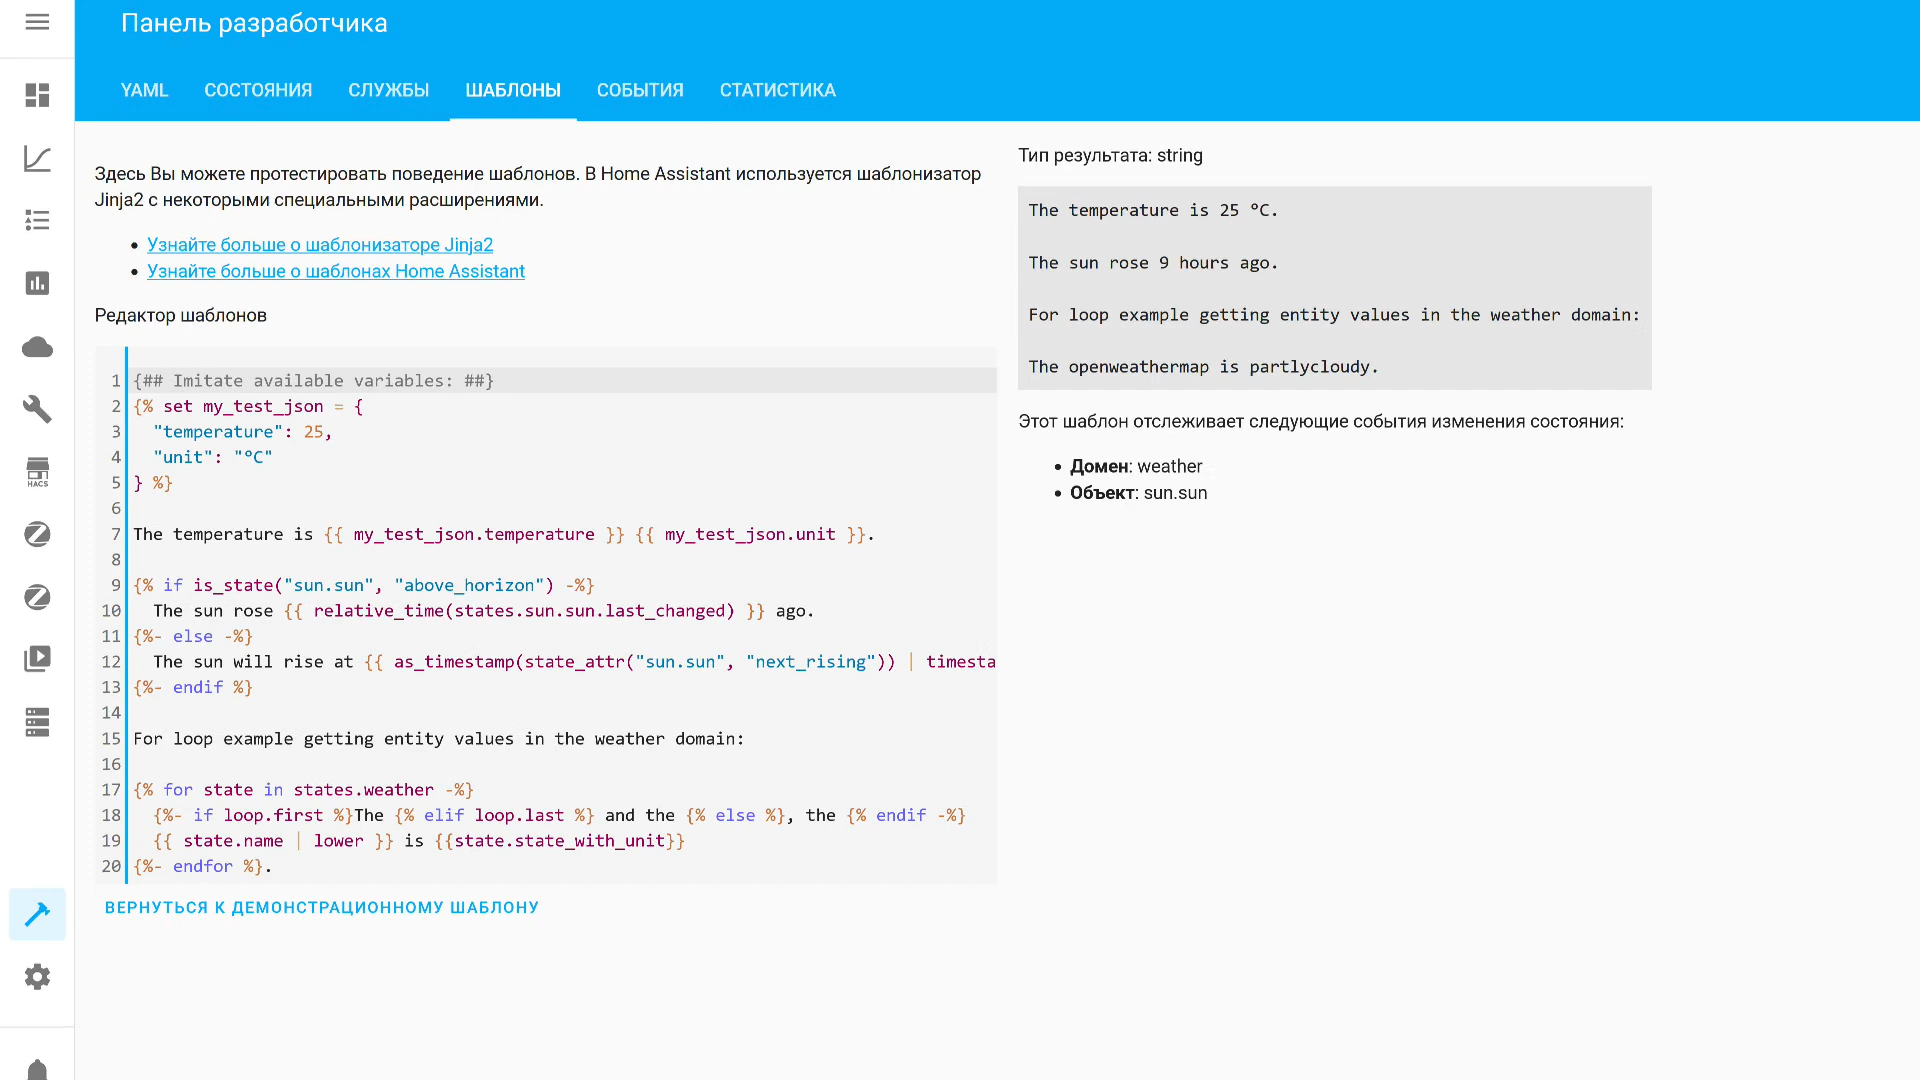 Панель разработчика
YAML СОСТОЯНИЯ СЛУЖБЫ ШАБЛОНЫ СОБЫТИЯ СТАТИСТИКА
Здесь Вы можете протестировать поведение шаблонов. В Home Assistant используется шаблонизатор
Jinja2 с некоторыми специальными расширениями.
• Узнайте больше о шаблонизаторе Jinja2
• Узнайте больше о шаблонах Home Assistant
Редактор шаблонов
1 {## Imitate available variables: ##}
2 {% set my_test_json = {
3   "temperature": 25,
4   "unit": "°C"
5 } %}
6
7 The temperature is {{ my_test_json.temperature }} {{ my_test_json.unit }}.
8
9 {% if is_state("sun.sun", "above_horizon") -%}
10   The sun rose {{ relative_time(states.sun.sun.last_changed) }} ago.
11 {%- else -%}
12   The sun will rise at {{ as_timestamp(state_attr("sun.sun", "next_rising")) | timesta
13 {%- endif %}
14
15 For loop example getting entity values in the weather domain:
16
17 {% for state in states.weather -%}
18   {%- if loop.first %}The {% elif loop.last %} and the {% else %}, the {% endif -%}
19   {{ state.name | lower }} is {{state.state_with_unit}}
20 {%- endfor %}.
ВЕРНУТЬСЯ К ДЕМОНСТРАЦИОННОМУ ШАБЛОНУ
Тип результата: string
The temperature is 25 °C.
The sun rose 9 hours ago.
For loop example getting entity values in the weather domain:
The openweathermap is partlycloudy.
Этот шаблон отслеживает следующие события изменения состояния:
• Домен: weather
• Объект: sun.sun
HACS